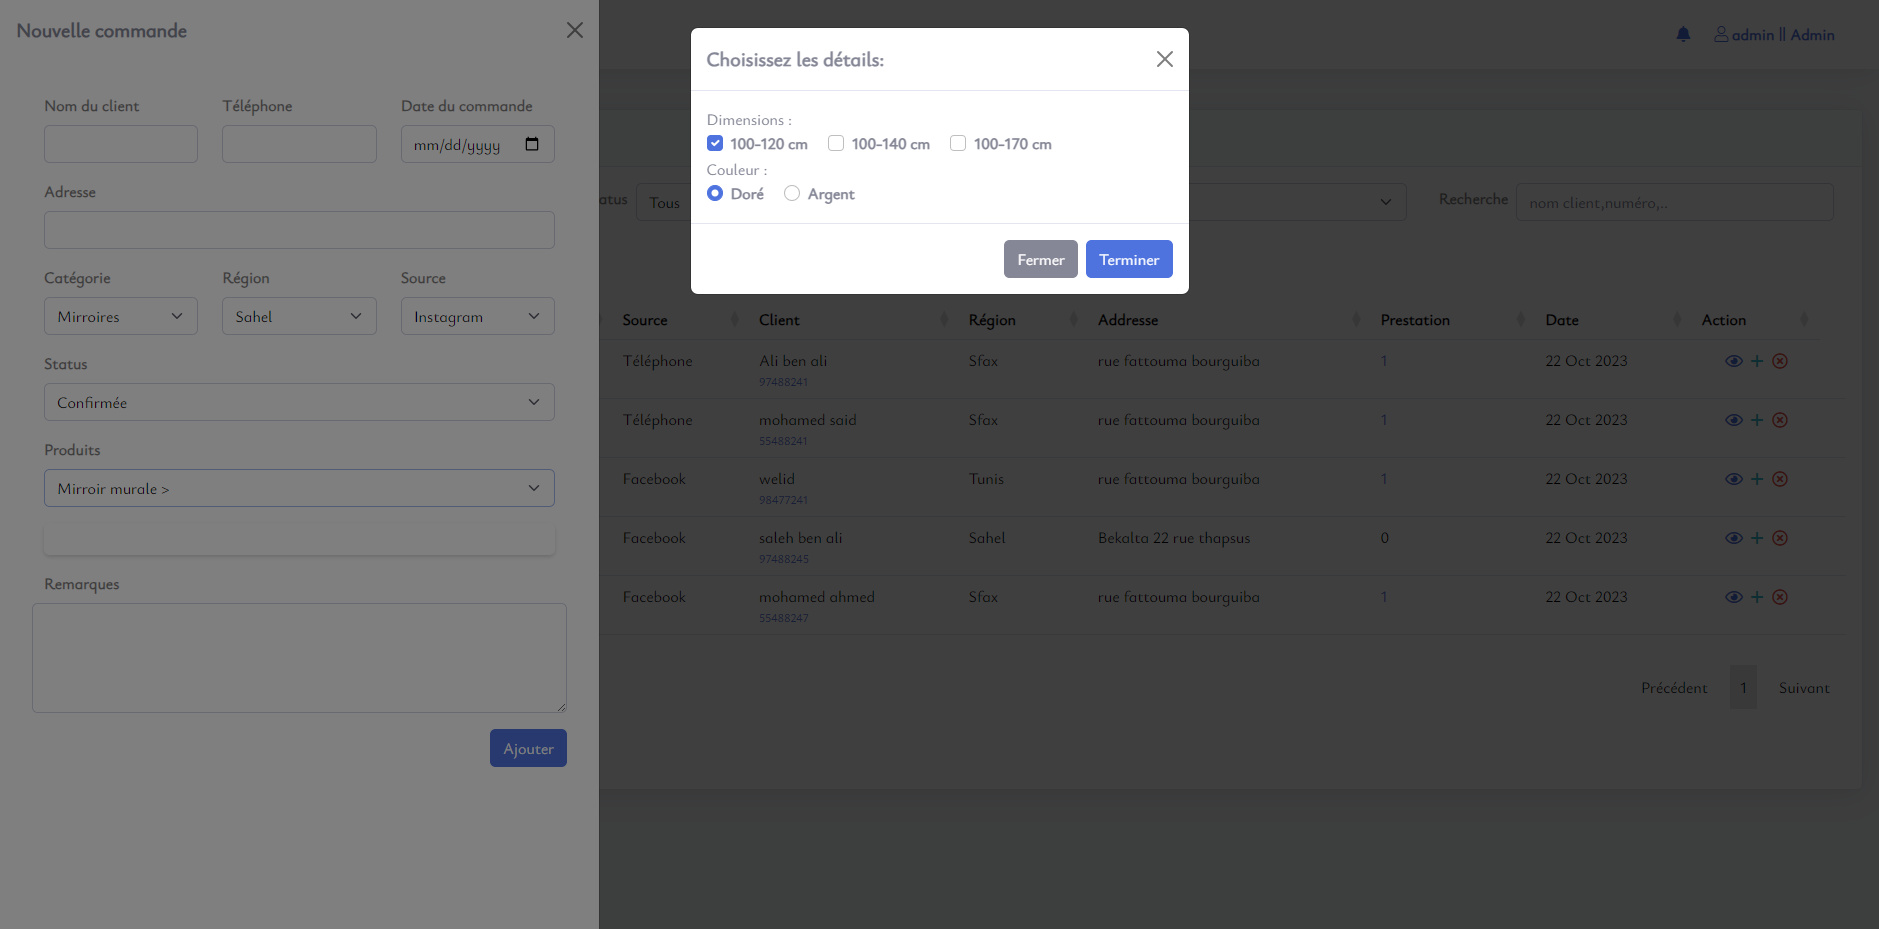 Nouvelle commande
Nom du client Téléphone Date du commande
mm/dd/yyyy
Adresse
Catégorie Région Source
Mirroires Sahel Instagram
Status
Confirmée
Produits
Mirroir murale >
Remarques
Ajouter
Choisissez les détails:
Dimensions :
100-120 cm 100-140 cm 100-170 cm
Couleur :
Doré Argent
Fermer Terminer
admin || Admin
atus Tous Recherche nom client,numéro,..
Source Client Région Addresse Prestation Date Action
Téléphone Ali ben ali Sfax rue fattouma bourguiba 1 22 Oct 2023
97488241
Téléphone mohamed said Sfax rue fattouma bourguiba 1 22 Oct 2023
55488241
Facebook welid Tunis rue fattouma bourguiba 1 22 Oct 2023
98477241
Facebook saleh ben ali Sahel Bekalta 22 rue thapsus 0 22 Oct 2023
97488245
Facebook mohamed ahmed Sfax rue fattouma bourguiba 1 22 Oct 2023
55488247
Précédent 1 Suivant